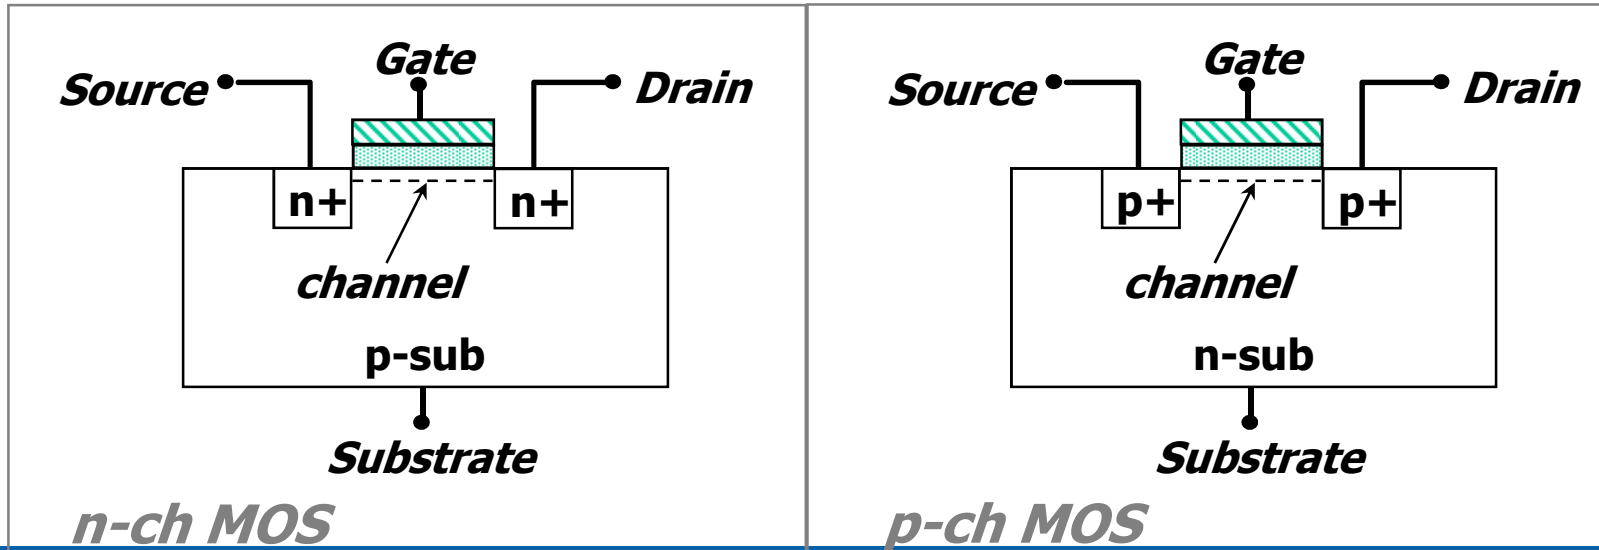 Gate
Source
Drain
n+
n+
channel
p-sub
Substrate
n-ch MOS
Gate
Source
Drain
p+
p+
channel
n-sub
Substrate
p-ch MOS